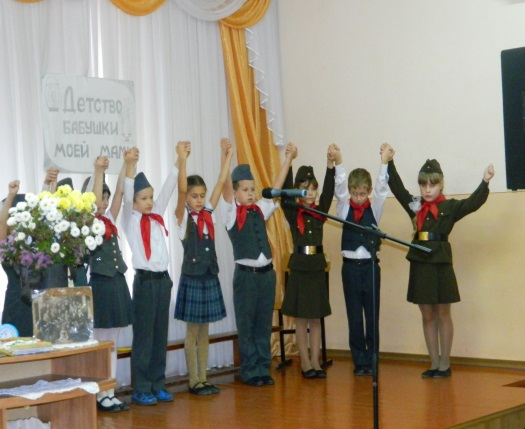 Детство
бабушки
моей мамы